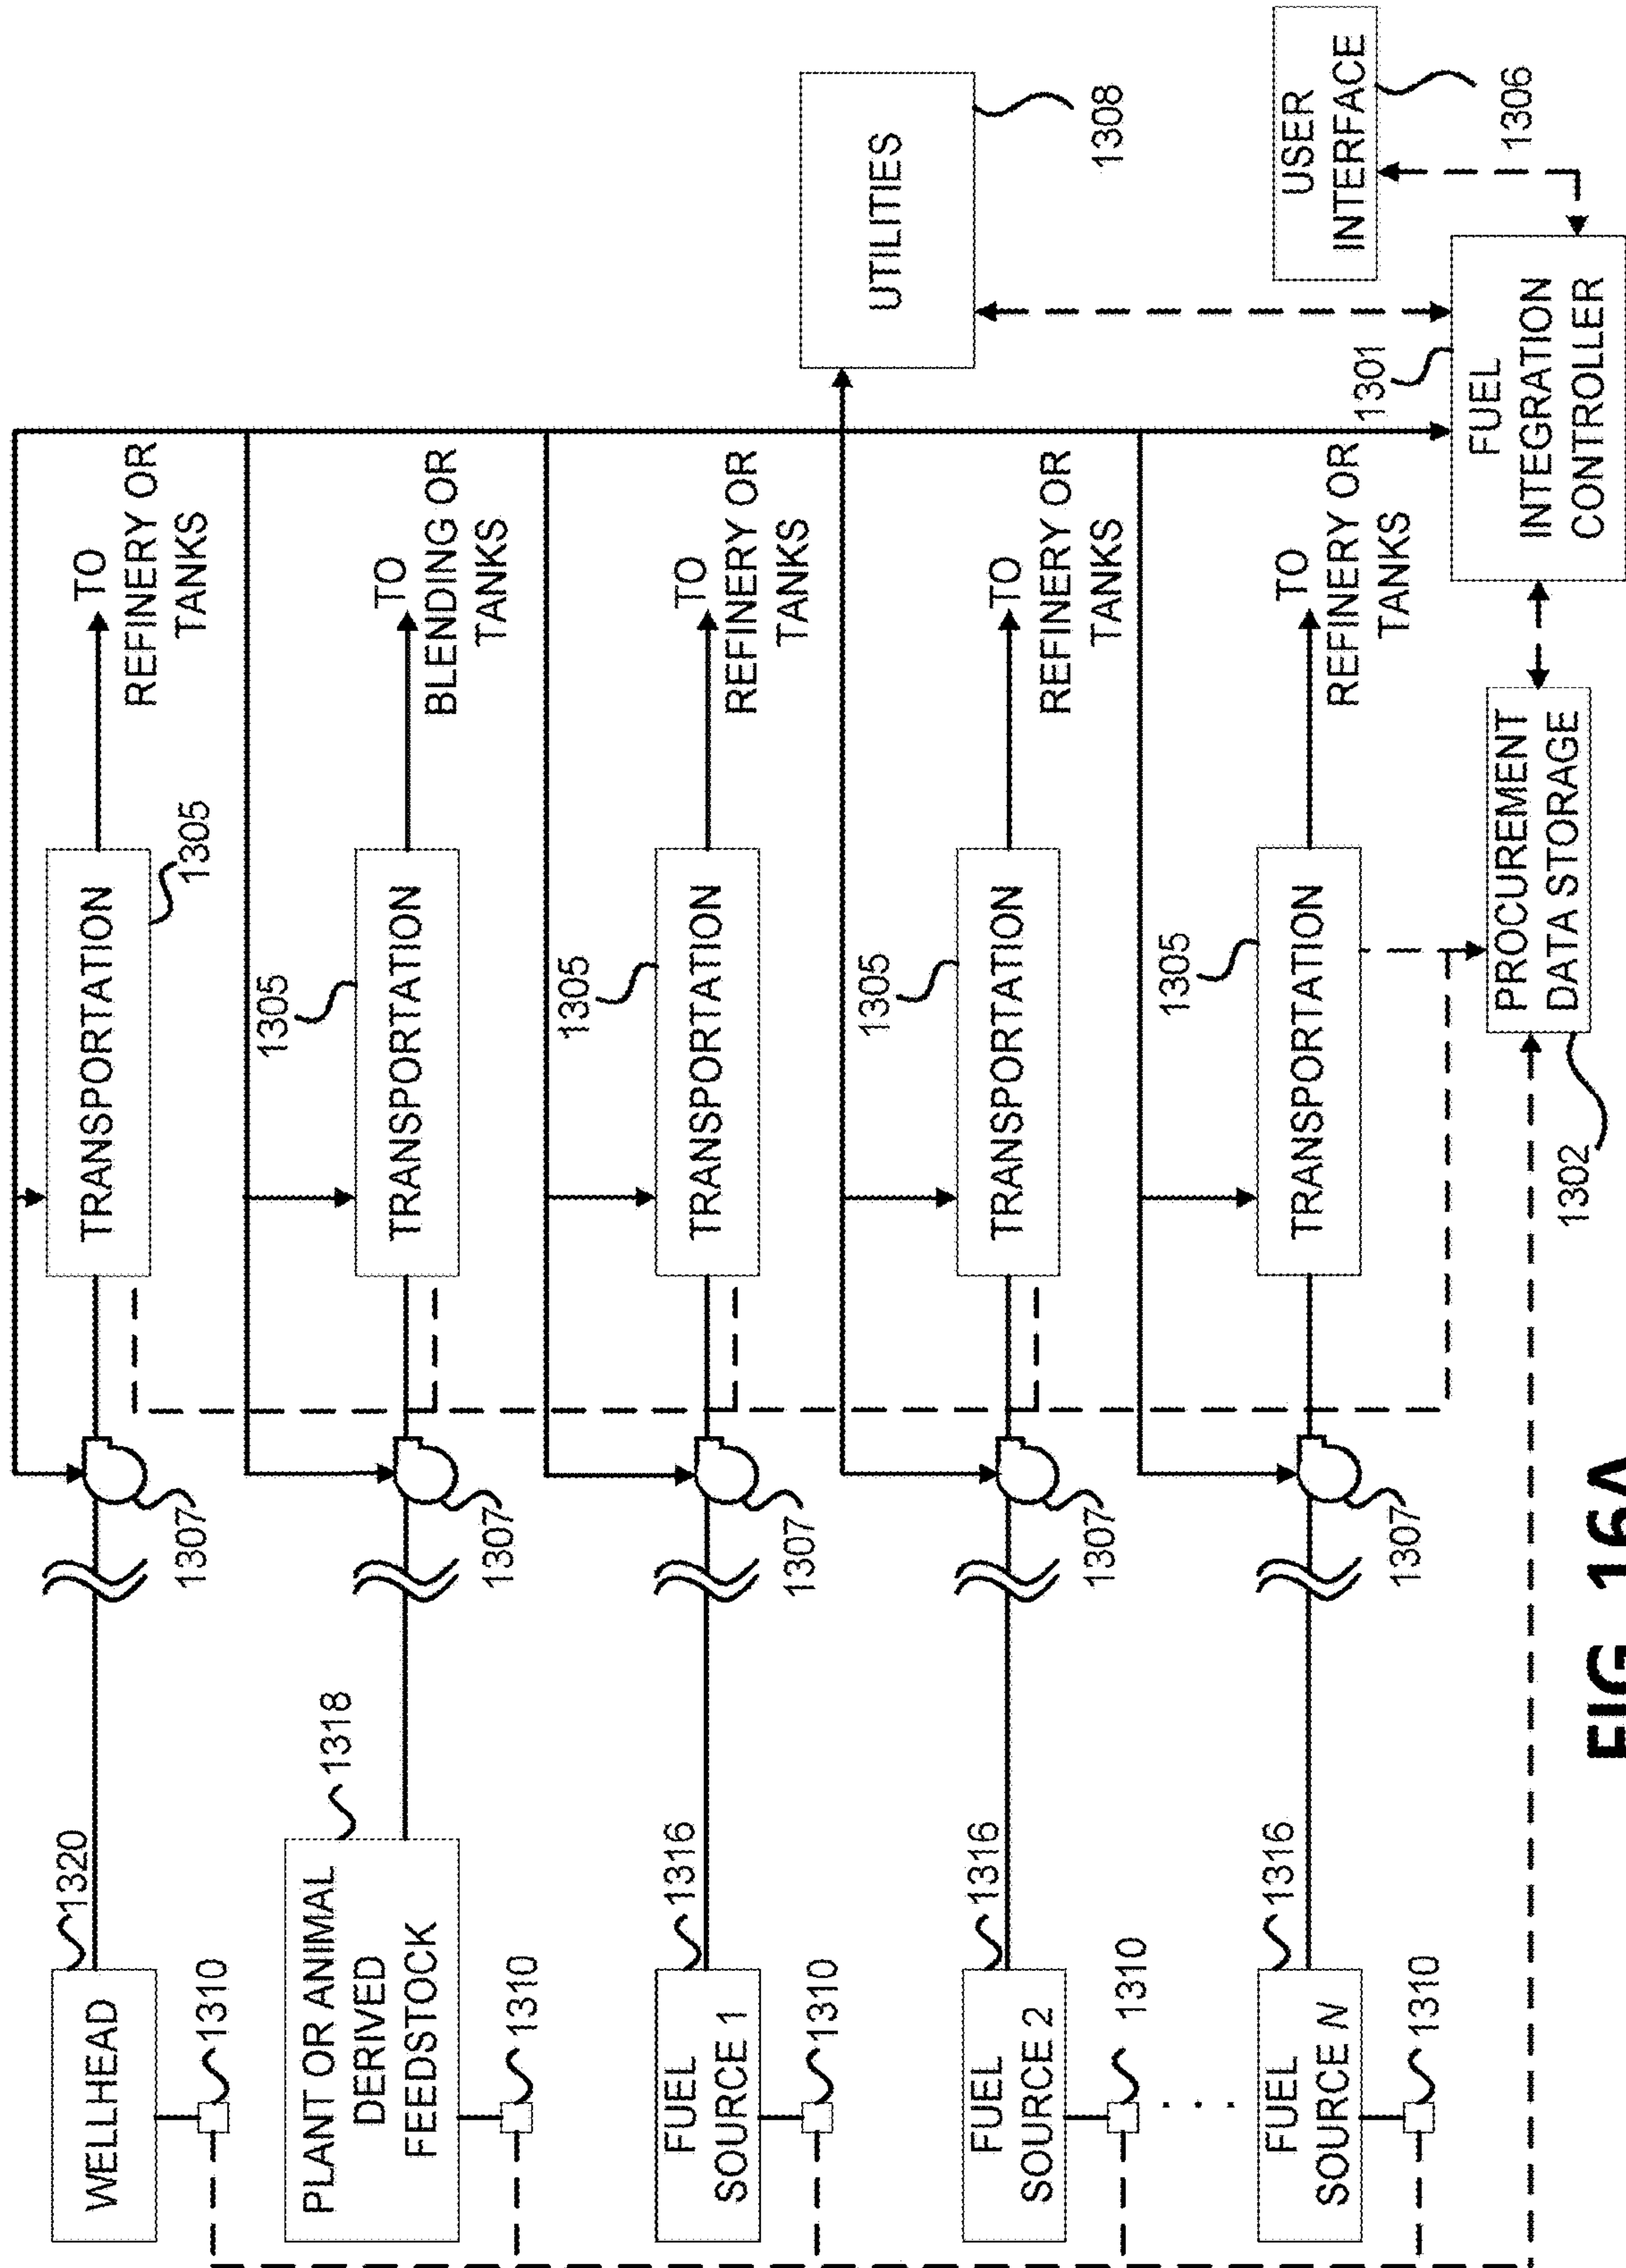 WELLHEAD
1320
1310
1307
TRANSPORTATION
1305
TO
REFINERY OR
TANKS
PLANT OR ANIMAL
DERIVED
FEEDSTOCK
1318
1310
1307
1305
TRANSPORTATION
TO
BLENDING OR
TANKS
FUEL
SOURCE 1
1316
1310
1307
1305
TRANSPORTATION
TO
REFINERY OR
TANKS
UTILITIES
1308
FUEL
SOURCE 2
1316
1310
1307
1305
TRANSPORTATION
TO
REFINERY OR
TANKS
. . .
FUEL
SOURCE N
1316
1310
1307
1305
TRANSPORTATION
TO
REFINERY OR
TANKS
USER
INTERFACE
1306
1301
FUEL
INTEGRATION
CONTROLLER
PROCUREMENT
DATA STORAGE
1302
FIG. 16A